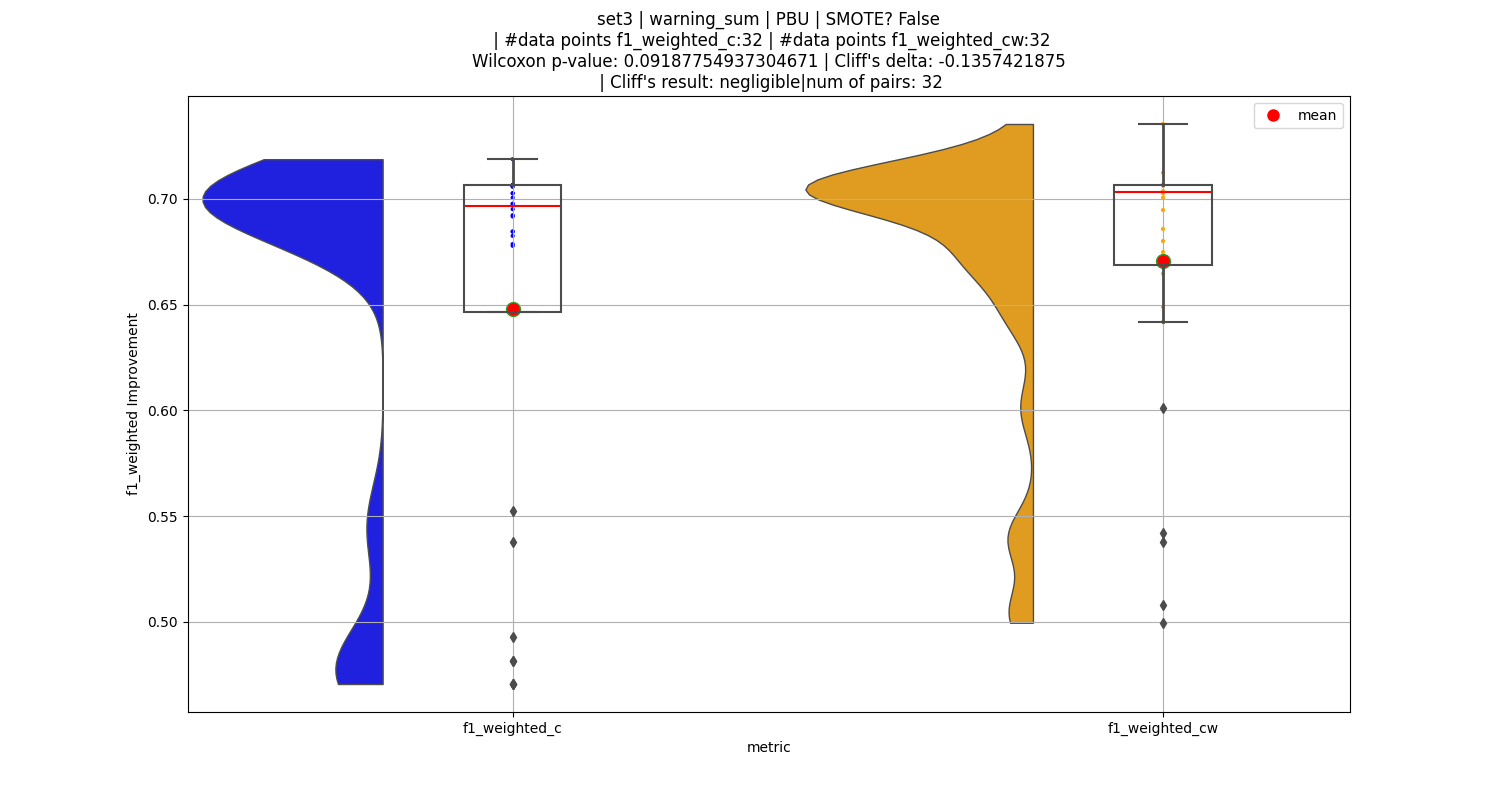 set3 | warning_sum | PBU | SMOTE? False
| #data points f1_weighted_c:32 | #data points f1_weighted_cw:32
Wilcoxon p-value: 0.09187754937304671 | Cliff's delta: -0.1357421875
| Cliff's result: negligible|num of pairs: 32
mean
0.70
0.65
0.60
0.55
0.50
f1_weighted Improvement
f1_weighted_c
f1_weighted_cw
metric